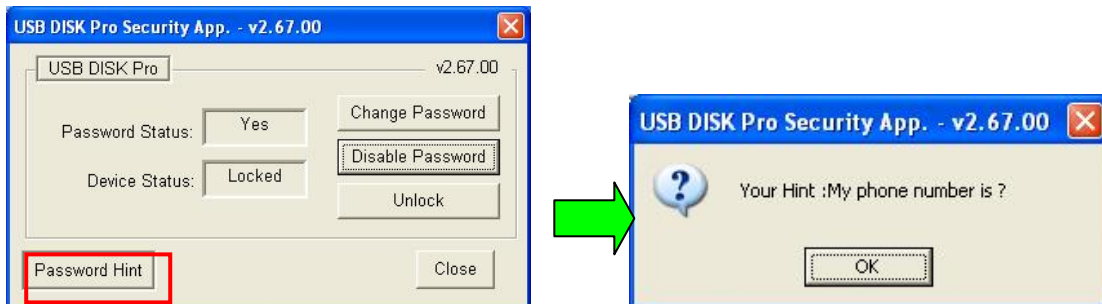 USB DISK Pro Security App. - v2.67.00
USB DISK Pro
v2.67.00
Password Status:
Yes
Change Password
Disable Password
Device Status:
Locked
Unlock
Password Hint
Close
USB DISK Pro Security App. - v2.67.00
Your Hint :My phone number is ?
OK